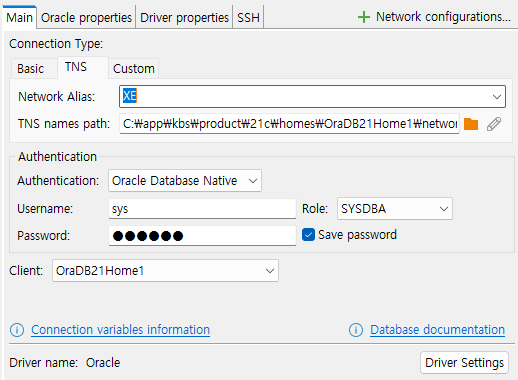 Main Oracle properties Driver properties SSH Network configurations...
Connection Type:
Basic TNS Custom
Network Alias: XE
TNS names path: C:₩app₩kbs₩product₩21c₩homes₩OraDB21Home1₩networ
Authentication
Authentication: Oracle Database Native
Username: sys Role: SYSDBA
Password: ●●●●●● Save password
Client: OraDB21Home1
Connection variables information Database documentation
Driver name: Oracle Driver Settings